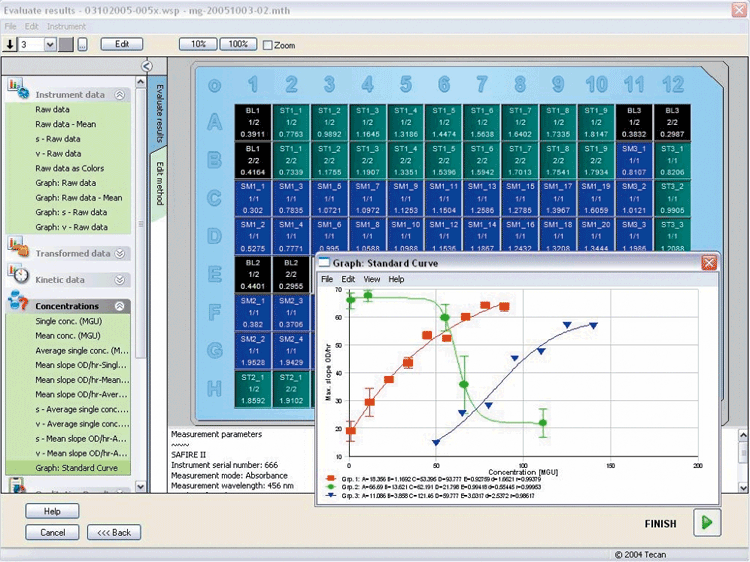 Evaluate results - 03102005-005x.wsp - mg-20051003-02.mth
File Edit Instrument
3 ... Edit 10% 100% Zoom
Instrument data
Raw data
Raw data - Mean
s - Raw data
v - Raw data
Raw data as Colors
Graph: Raw data
Graph: Raw data - Mean
Graph: s - Raw data
Graph: v - Raw data
Transformed data
Kinetic data
Concentrations
Single conc. (MGU)
Mean conc. (MGU)
Average single conc. (M...
Mean slope OD/hr-Singl...
Mean slope OD/hr-Mean...
Mean slope OD/hr-Aver...
s - Average single conc....
v - Average single conc....
s - Mean slope OD/hr-A...
v - Mean slope OD/hr-A...
Graph: Standard Curve
Evaluate results
Edit method
o 1 2 3 4 5 6 7 8 9 10 11 12
A
BL1 ST1_1 ST1_2 ST1_3 ST1_4 ST1_5 ST1_6 ST1_7 ST1_8 ST1_9 BL3 BL3
1/2 1/2 1/2 1/2 1/2 1/2 1/2 1/2 1/2 1/2 1/2 2/2
0.3911 0.7763 0.9892 1.1645 1.3186 1.4474 1.5638 1.6402 1.7335 1.8147 0.3832 0.2987
B
BL1 ST1_1 ST1_2 ST1_3 ST1_4 ST1_5 ST1_6 ST1_7 ST1_8 ST1_9 SM3_1 ST3_1
2/2 2/2 2/2 2/2 2/2 2/2 2/2 2/2 2/2 2/2 1/1 1/1
0.4164 0.7339 1.1755 1.1907 1.3351 1.5396 1.5942 1.7013 1.7541 1.7934 0.8107 0.8206
C
SM1_1 SM1_3 SM1_5 SM1_7 SM1_9 SM1_11 SM1_13 SM1_15 SM1_17 SM1_19 SM3_2 ST3_2
1/1 1/1 1/1 1/1 1/1 1/1 1/1 1/1 1/1 1/1 1/1 1/1
0.302 0.7835 1.0721 1.0972 1.1253 1.1504 1.2586 1.2785 1.3967 1.6059 1.0121 0.9905
D
SM1_2 SM1_4 SM1_6 SM1_8 SM1_10 SM1_12 SM1_14 SM1_16 SM1_18 SM1_20 SM3_3 ST3_3
1/1 1/1 1/1 1/1 1/1 1/1 1/1 1/1 1/1 1/1 1/1 1/1
0.5275 0.7771 0.995 1.0588 1.0988 1.1536 1.1867 1.2432 1.3208 1.3444 1.1986 1.2088
E
BL2 BL2
1/2 2/2
0.4401 0.2955
F
SM2_1 SM2_3
1/1 1/1
0.382 0.3706
G
SM2_2 SM2_4
1/1 1/1
1.9528 1.9429
H
ST2_1 ST2_1
1/2 2/2
1.8592 1.9102
Graph: Standard Curve
File Edit View Help
Max. slope OD/hr
70
60
50
40
30
20
10
0 50 100 150 200
Concentration [MGU]
Grp. 1: A=18.356 B=1.1692 C=53.395 D=93.777 E=0.92759 d=1.6621 r=0.99379
Grp. 2: A=66.69 B=13.621 C=62.191 D=21.798 E=0.99418 d=0.55445 r=0.99953
Grp. 3: A=11.086 B=3.858 C=121.46 D=59.777 E=3.0217 d=2.5372 r=0.98617
Measurement parameters
~~~~
SAFIRE II
Instrument serial number: 666
Measurement mode: Absorbance
Measurement wavelength: 456 nm
Help
Cancel
<<< Back
FINISH
© 2004 Tecan